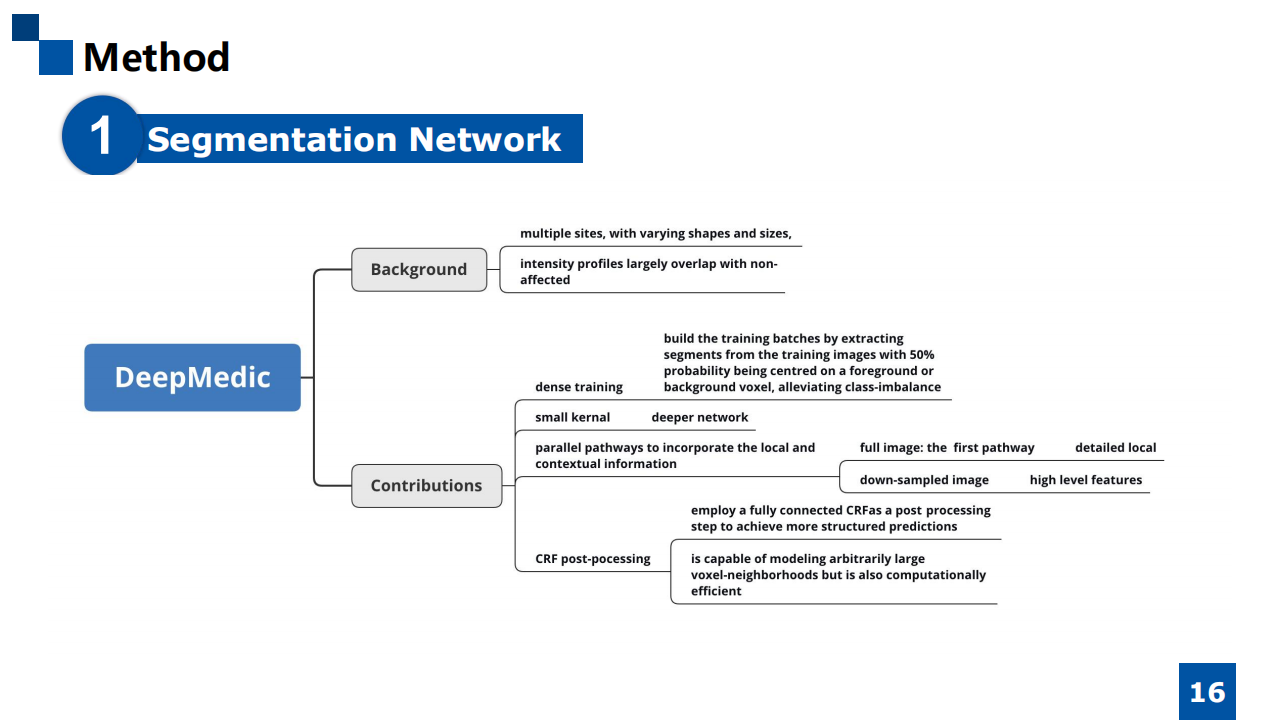 Method
1
Segmentation Network
DeepMedic
Background
multiple sites, with varying shapes and sizes,
intensity profiles largely overlap with non-
affected
Contributions
dense training
build the training batches by extracting
segments from the training images with 50%
probability being centred on a foreground or
background voxel, alleviating class-imbalance
small kernal deeper network
parallel pathways to incorporate the local and
contextual information
full image: the first pathway detailed local
down-sampled image high level features
CRF post-pocessing
employ a fully connected CRFas a post processing
step to achieve more structured predictions
is capable of modeling arbitrarily large
voxel-neighborhoods but is also computationally
efficient
16